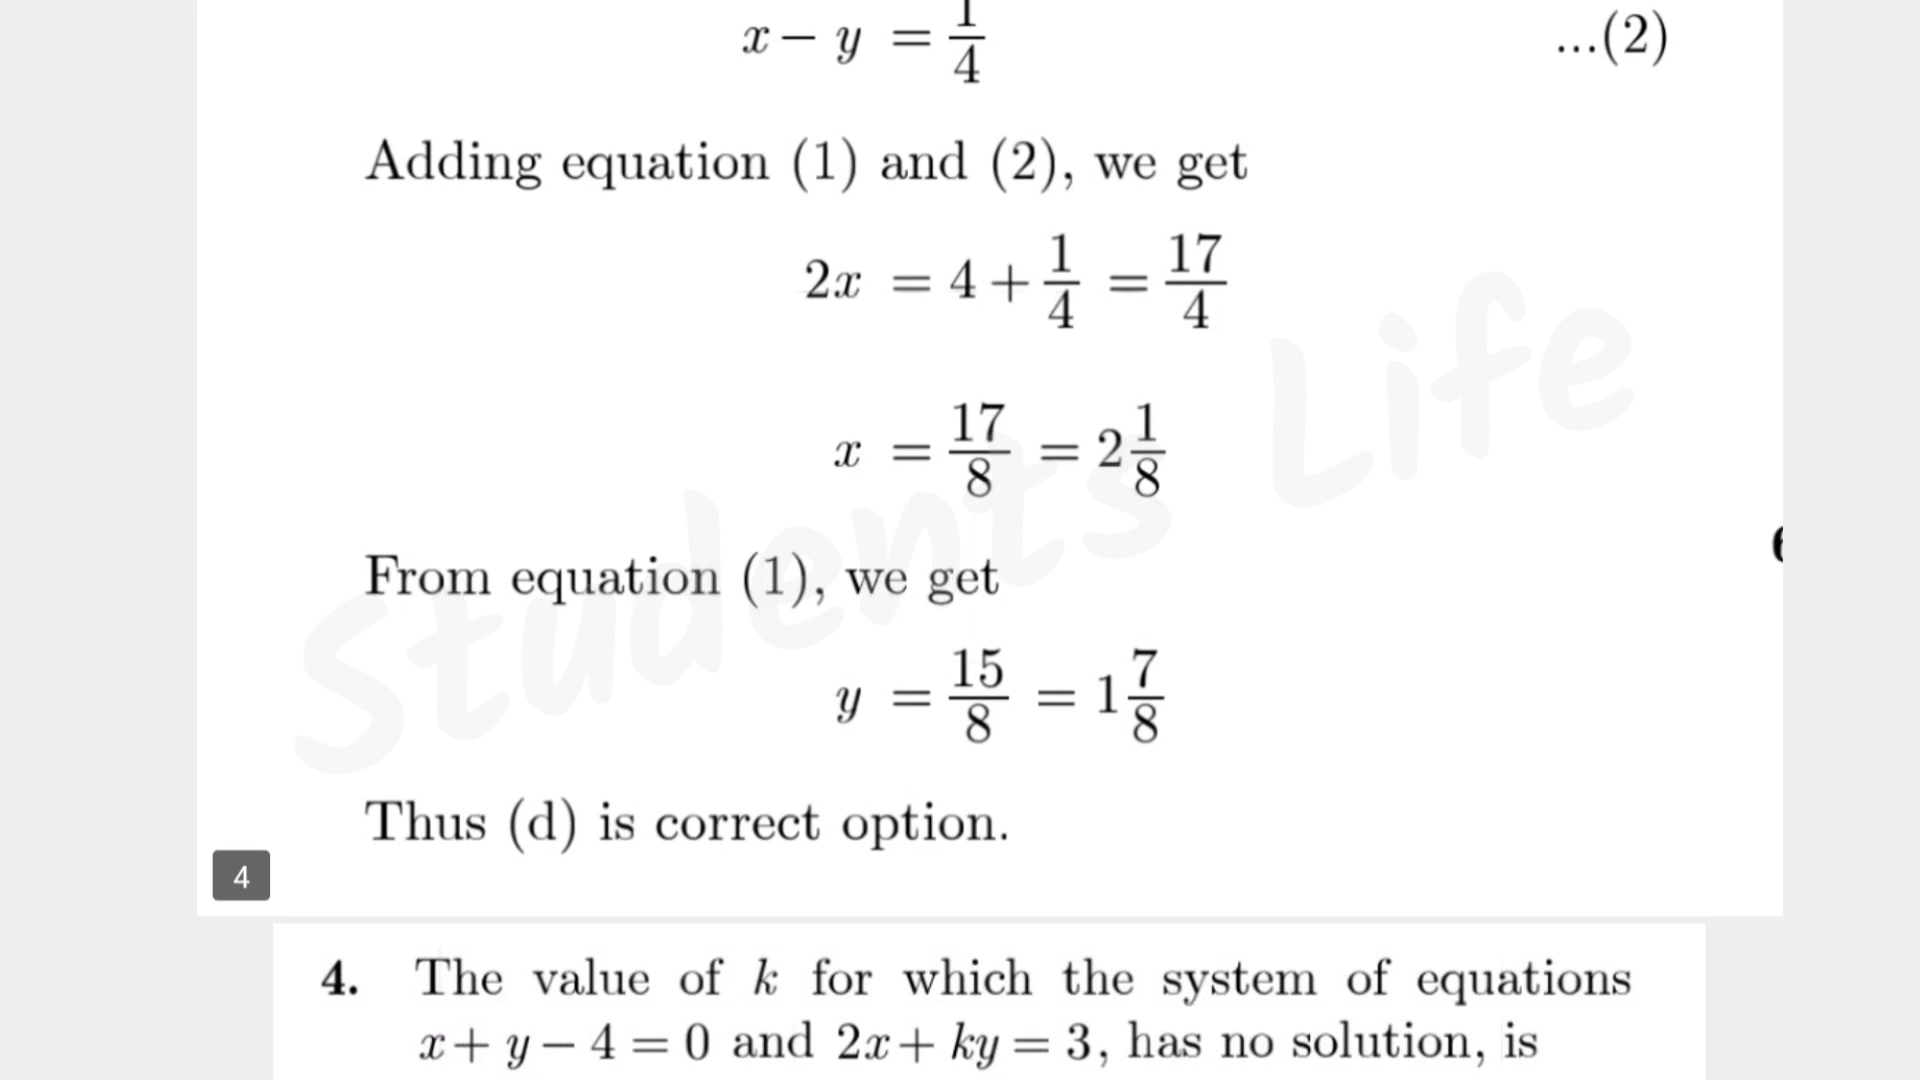 x − y = 1/4 ...(2)
Adding equation (1) and (2), we get
2x = 4 + 1/4 = 17/4
x = 17/8 = 2 1/8
From equation (1), we get
y = 15/8 = 1 7/8
Thus (d) is correct option.
Students Life
4
4. The value of k for which the system of equations
x + y − 4 = 0 and 2x + ky = 3, has no solution, is